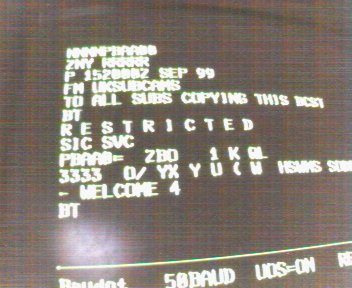 NNNNPBAAB0
ZNY RRRRR
P 152000Z SEP 99
FM UKSUBCAMS
TO ALL SUBS COPYING THIS BCST
BT
R E S T R I C T E D
SIC SVC
PBAAB= ZBO 1 K QL
3333 O/ YX Y U ( W
- WELCOME 4
BT
Baudot 50BAUD UOS=ON